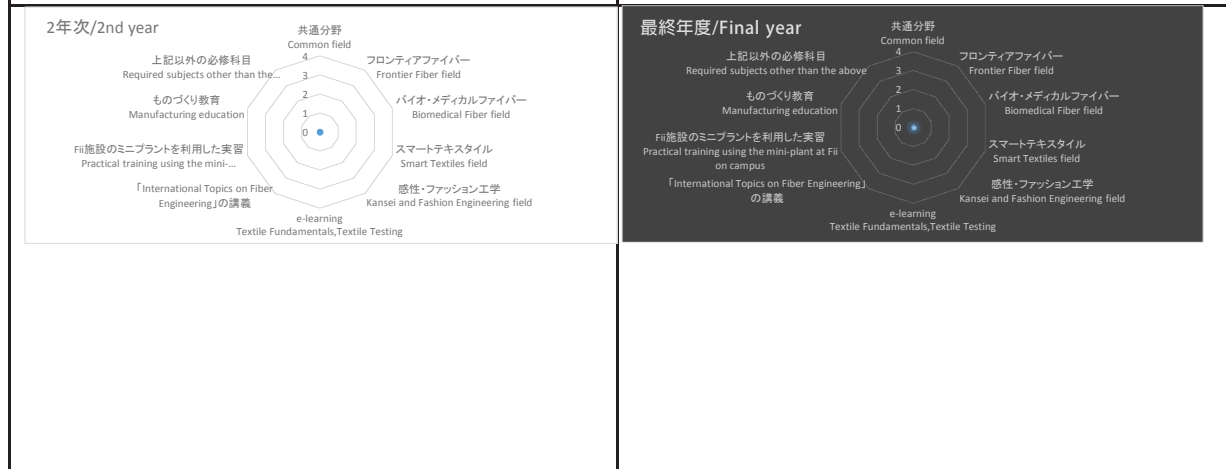 2年次/2nd year
共通分野
Common field
4
3
2
1
0
フロンティアファイバー
Frontier Fiber field
バイオ・メディカルファイバー
Biomedical Fiber field
スマートテキスタイル
Smart Textiles field
感性・ファッション工学
Kansei and Fashion Engineering field
e-learning
Textile Fundamentals,Textile Testing
「International Topics on Fiber
Engineering」の講義
Fii施設のミニプラントを利用した実習
Practical training using the mini-…
ものづくり教育
Manufacturing education
上記以外の必修科目
Required subjects other than the…
最終年度/Final year
共通分野
Common field
4
3
2
1
0
フロンティアファイバー
Frontier Fiber field
バイオ・メディカルファイバー
Biomedical Fiber field
スマートテキスタイル
Smart Textiles field
感性・ファッション工学
Kansei and Fashion Engineering field
e-learning
Textile Fundamentals,Textile Testing
「International Topics on Fiber Engineering」
の講義
Fii施設のミニプラントを利用した実習
Practical training using the mini-plant at Fii
on campus
ものづくり教育
Manufacturing education
上記以外の必修科目
Required subjects other than the above